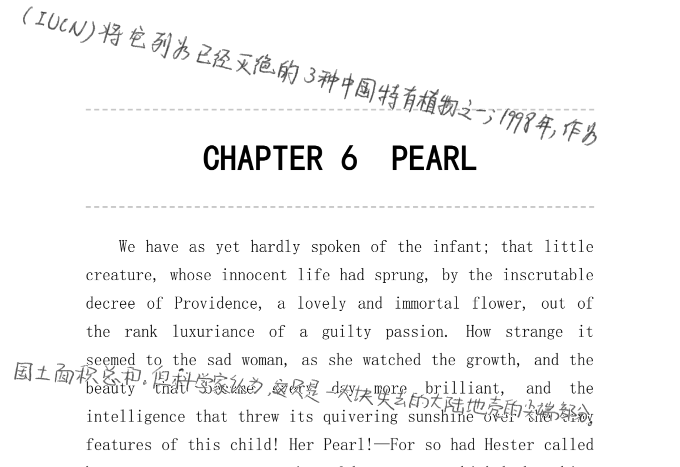 (IUCN)将它列为已经灭绝的3种中国特有植物之一;1998年,作为
CHAPTER 6 PEARL
We have as yet hardly spoken of the infant; that little
creature, whose innocent life had sprung, by the inscrutable
decree of Providence, a lovely and immortal flower, out of
the rank luxuriance of a guilty passion. How strange it
seemed to the sad woman, as she watched the growth, and the
国土面积总和。但科学家认为,这只是一大块失去的大陆地壳的尖端部分。
beauty that became every day more brilliant, and the
intelligence that threw its quivering sunshine over the tiny
features of this child! Her Pearl!—For so had Hester called